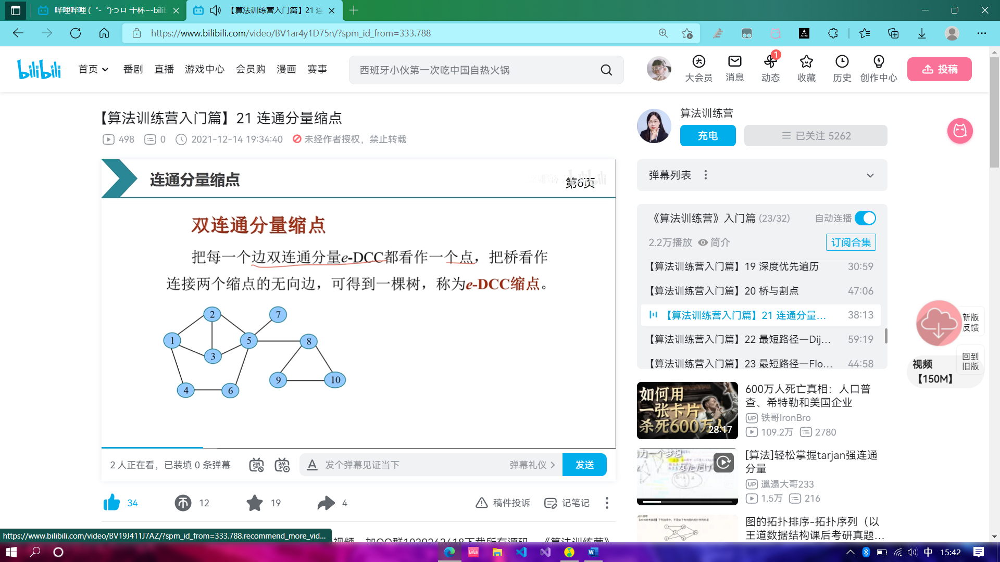 哔哩哔哩 (゜-゜)つロ 干杯~-bilib
【算法训练营入门篇】21 连
https://www.bilibili.com/video/BV1ar4y1D75n/?spm_id_from=333.788
bilibili
首页
番剧
直播
游戏中心
会员购
漫画
赛事
西班牙小伙第一次吃中国自热火锅
大会员
消息
1
动态
收藏
历史
创作中心
投稿
【算法训练营入门篇】21 连通分量缩点
498
0
2021-12-14 19:34:40
未经作者授权，禁止转载
算法训练营
充电
已关注 5262
连通分量缩点
第6页
bilibili
双连通分量缩点
把每一个边双连通分量e-DCC都看作一个点，把桥看作
连接两个缩点的无向边，可得到一棵树，称为e-DCC缩点。
2
7
1
5
8
3
9
10
4
6
弹幕列表
《算法训练营》入门篇 (23/32)
自动连播
2.2万播放
简介
订阅合集
【算法训练营入门篇】19 深度优先遍历 30:59
【算法训练营入门篇】20 桥与割点 47:06
【算法训练营入门篇】21 连通分量... 38:13
【算法训练营入门篇】22 最短路径—Dij... 59:19
【算法训练营入门篇】23 最短路径—Flo... 44:58
新版
反馈
回到
旧版
视频
【150M】
如何用
一张卡片
杀死600万人
28:17
600万人死亡真相：人口普
查、希特勒和美国企业
UP 铁哥IronBro
109.2万 2780
[算法]轻松掌握tarjan强连通
分量
UP 邋遢大哥233
1.5万 216
图的拓扑排序-拓扑序列（以
王道数据结构课后考研真题...
2 人正在看，已装填 0 条弹幕
弹
弹
A 发个弹幕见证当下
弹幕礼仪
发送
34
12
19
4
稿件投诉
记笔记
https://www.bilibili.com/video/BV19J411J7AZ/?spm_id_from=333.788.recommend_more_vid...
视频，加QQ群1029262418下载所有源码。《算法训练营》
中
15:42